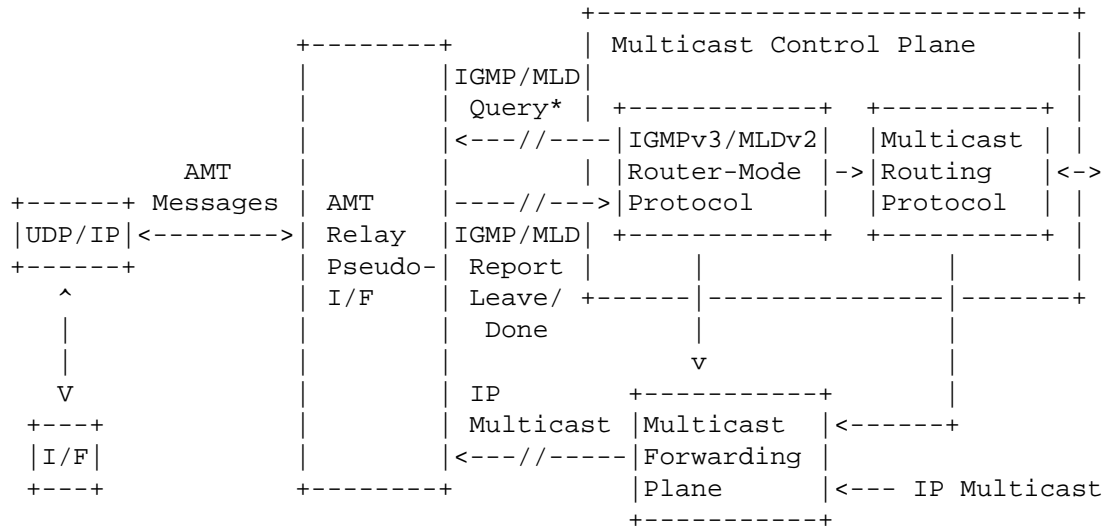 Multicast Control Plane
IGMP/MLD
Query*
IGMPv3/MLDv2 Multicast
AMT Router-Mode -> Routing <->
Messages AMT Protocol Protocol
UDP/IP Relay IGMP/MLD
Pseudo- Report
I/F Leave/
Done
IP
Multicast Multicast
I/F Forwarding
Plane IP Multicast